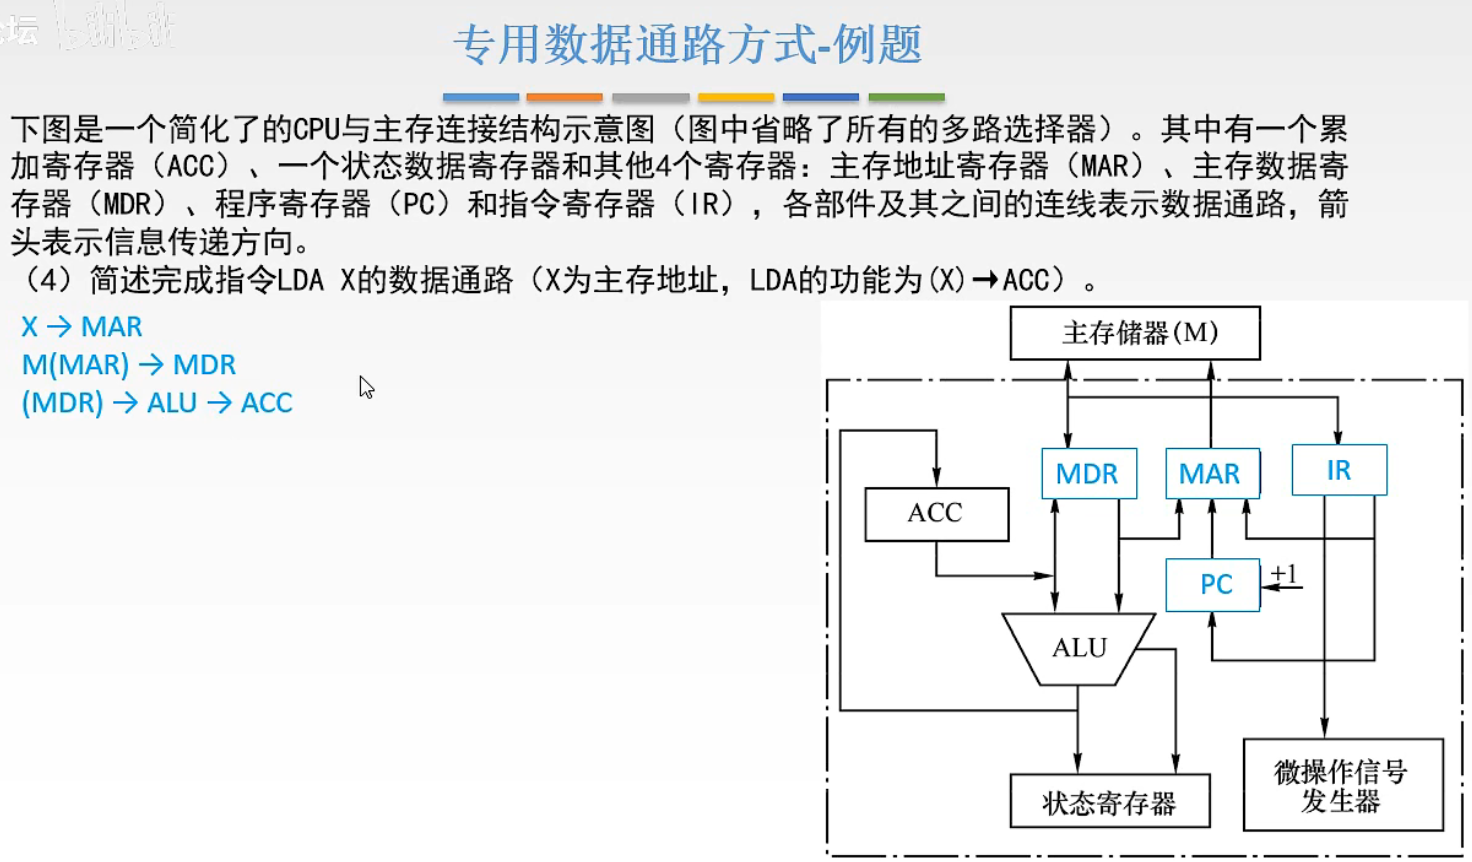 坛 bilibili
专用数据通路方式-例题
下图是一个简化了的CPU与主存连接结构示意图（图中省略了所有的多路选择器）。其中有一个累
加寄存器（ACC）、一个状态数据寄存器和其他4个寄存器：主存地址寄存器（MAR）、主存数据寄
存器（MDR）、程序寄存器（PC）和指令寄存器（IR），各部件及其之间的连线表示数据通路，箭
头表示信息传递方向。
（4）简述完成指令LDA X的数据通路（X为主存地址，LDA的功能为(X)→ACC）。
X → MAR
M(MAR) → MDR
(MDR) → ALU → ACC
主存储器(M)
MDR
MAR
IR
ACC
PC
+1
ALU
状态寄存器
微操作信号
发生器